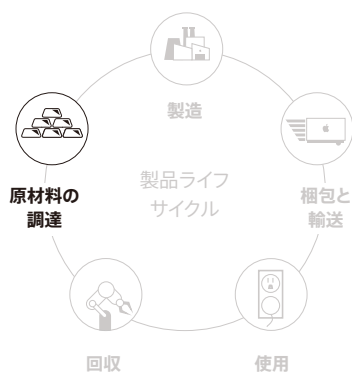 製造
原材料の
調達
製品ライフ
サイクル
梱包と
輸送
回収
使用